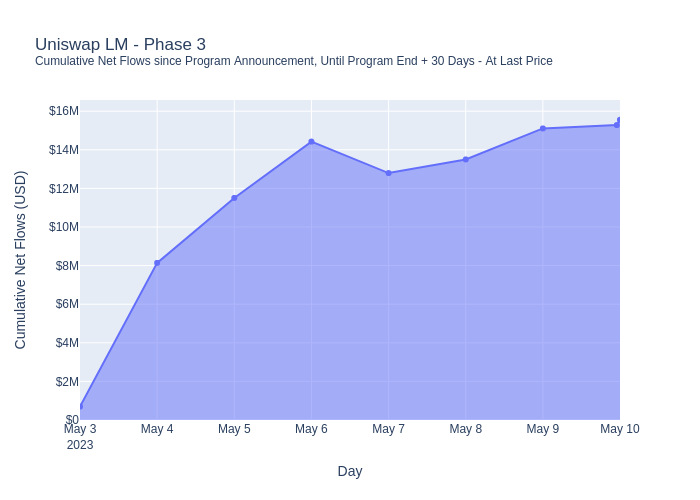 Uniswap LM - Phase 3
Cumulative Net Flows since Program Announcement, Until Program End + 30 Days - At Last Price
Cumulative Net Flows (USD)
$16M
$14M
$12M
$10M
$8M
$6M
$4M
$2M
$0
May 3 May 4 May 5 May 6 May 7 May 8 May 9 May 10
2023
Day